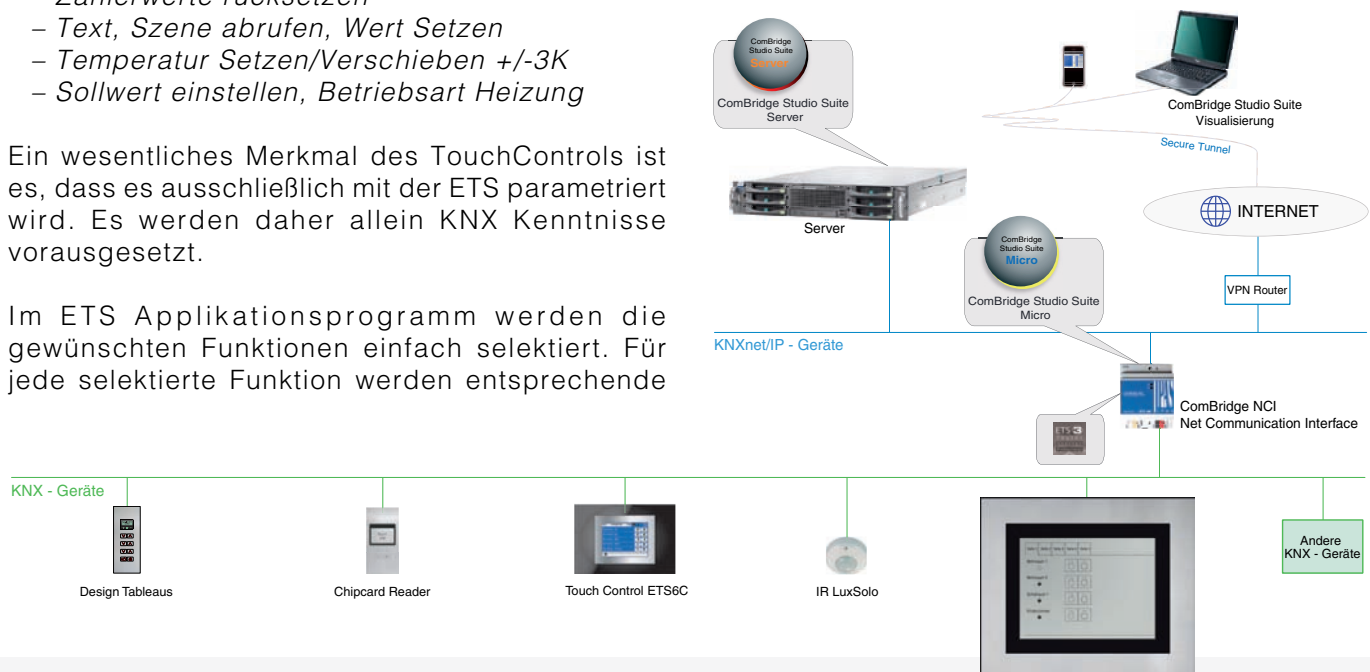 – Zählerwerte rücksetzen
– Text, Szene abrufen, Wert Setzen
– Temperatur Setzen/Verschieben +/-3K
– Sollwert einstellen, Betriebsart Heizung
Ein wesentliches Merkmal des TouchControls ist
es, dass es ausschließlich mit der ETS parametriert
wird. Es werden daher allein KNX Kenntnisse
vorausgesetzt.
Im ETS Applikationsprogramm werden die
gewünschten Funktionen einfach selektiert. Für
jede selektierte Funktion werden entsprechende
ComBridge
Studio Suite
Server
ComBridge Studio Suite
Server
Server
ComBridge Studio Suite
Visualisierung
Secure Tunnel
INTERNET
VPN Router
ComBridge
Studio Suite
Micro
ComBridge Studio Suite
Micro
KNXnet/IP - Geräte
ComBridge NCI
Net Communication Interface
ETS 3
KNX - Geräte
Design Tableaus
Chipcard Reader
Touch Control ETS6C
IR LuxSolo
Andere
KNX - Geräte